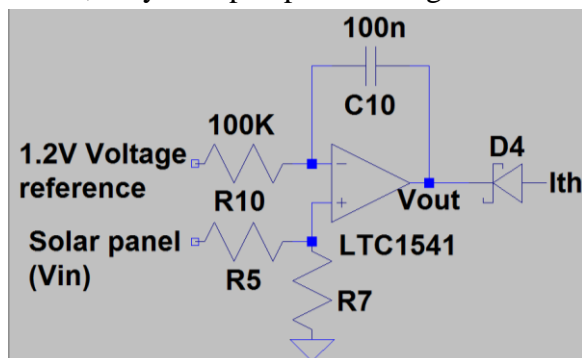 100n
C10
100K
D4
1.2V Voltage
reference
R10
−
+
Vout
Ith
Solar panel
(Vin)
LTC1541
R5
R7